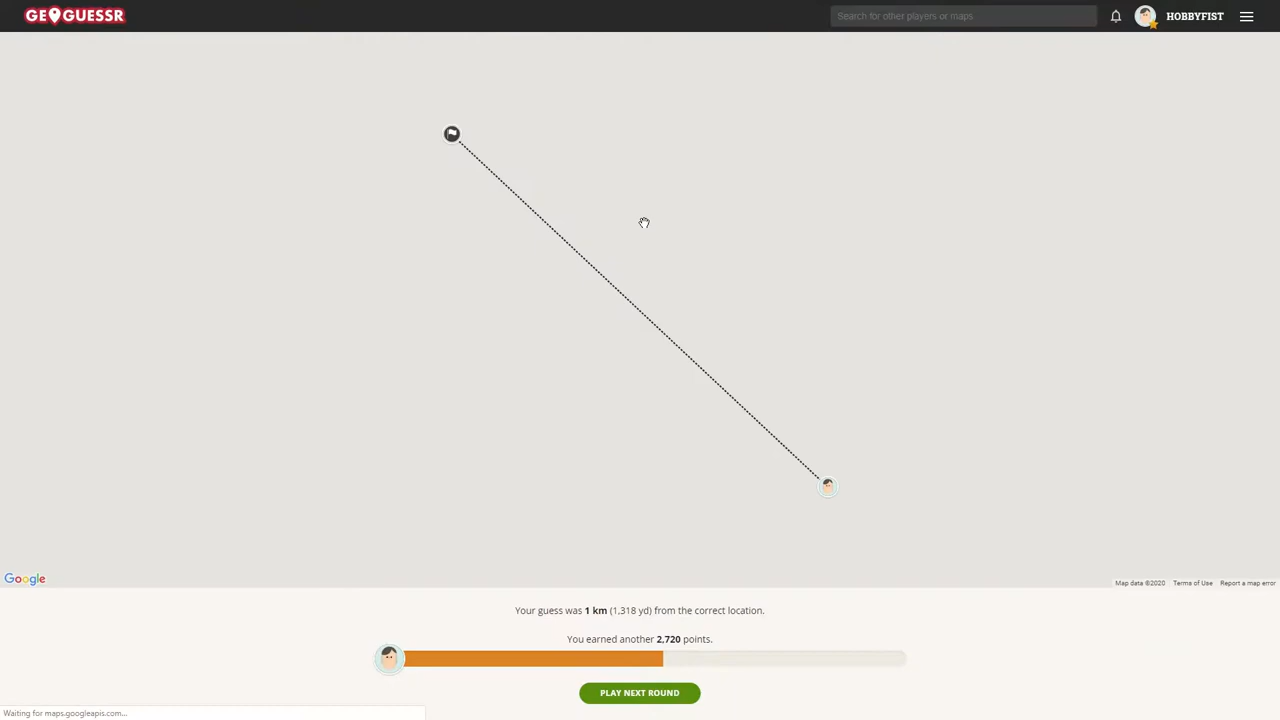 GEOGUESSR
Search for other players or maps
HOBBYFIST
Google
Map data ©2020 Terms of Use Report a map error
Your guess was 1 km (1,318 yd) from the correct location.
You earned another 2,720 points.
PLAY NEXT ROUND
Waiting for maps.googleapis.com...